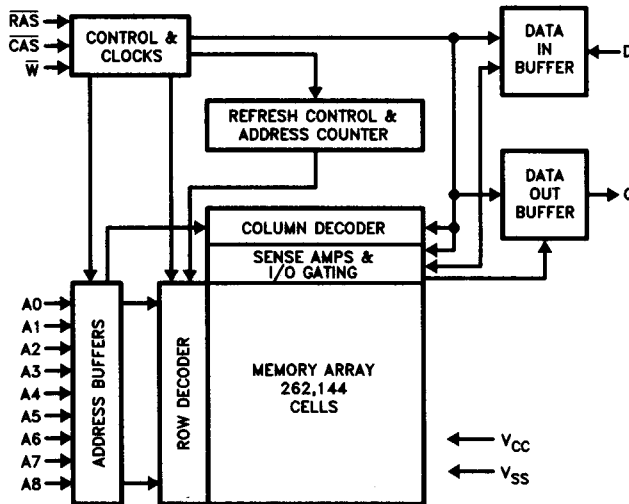 RAS
CAS
W
CONTROL &
CLOCKS
DATA
IN
BUFFER
D
REFRESH CONTROL &
ADDRESS COUNTER
DATA
OUT
BUFFER
COLUMN DECODER
SENSE AMPS &
I/O GATING
A0
A1
A2
A3
A4
A5
A6
A7
A8
ADDRESS BUFFERS
ROW DECODER
MEMORY ARRAY
262,144
CELLS
VCC
VSS